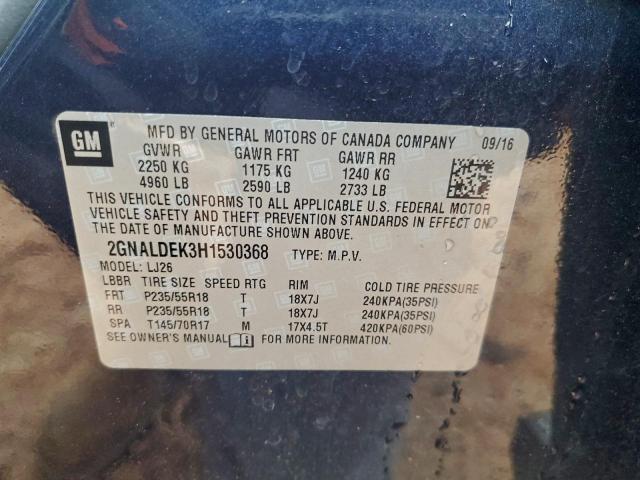 GM MFD BY GENERAL MOTORS OF CANADA COMPANY 09/16
GVWR GAWR FRT GAWR RR
2250 KG 1175 KG 1240 KG
4960 LB 2590 LB 2733 LB
THIS VEHICLE CONFORMS TO ALL APPLICABLE U.S. FEDERAL MOTOR
VEHICLE SAFETY AND THEFT PREVENTION STANDARDS IN EFFECT ON
THE DATE OF MANUFACTURE SHOWN ABOVE.
2GNALDEK3H1530368 TYPE: M.P.V.
MODEL: LJ26
LBBR TIRE SIZE SPEED RTG RIM COLD TIRE PRESSURE
FRT P235/55R18 T 18X7J 240KPA(35PSI)
RR P235/55R18 T 18X7J 240KPA(35PSI)
SPA T145/70R17 M 17X4.5T 420KPA(60PSI)
SEE OWNER'S MANUAL FOR MORE INFORMATION.